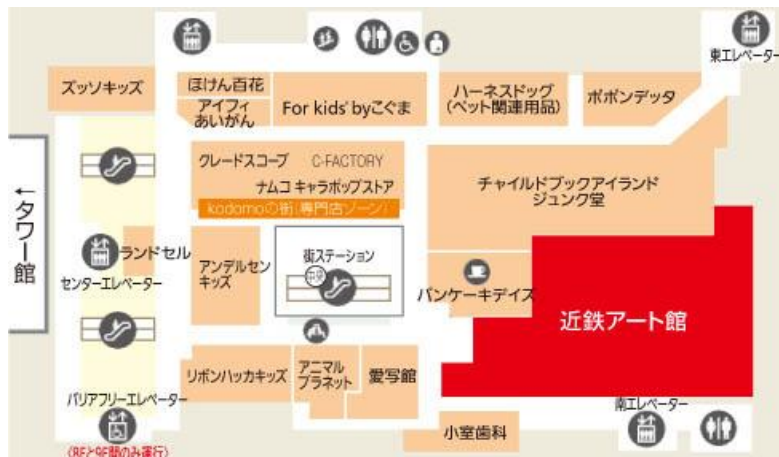 東エレベーター
ズッソキッズ
ほけん百花
アイフィ
あいがん
For kids' byこぐま
ハーネスドッグ
(ペット関連用品)
ポポンデッタ
グレードスコープ
C-FACTORY
ナムコ キャラポップストア
kodomoの街(専門店ゾーン)
チャイルドブックアイランド
ジュンク堂
←タワー館
ランドセル
センターエレベーター
アンデルセン
キッズ
街ステーション
パンケーキデイズ
近鉄アート館
リボンハッカキッズ
アニマル
プラネット
愛写館
バリアフリーエレベーター
(8Fと9F間のみ運行)
小室歯科
南エレベーター